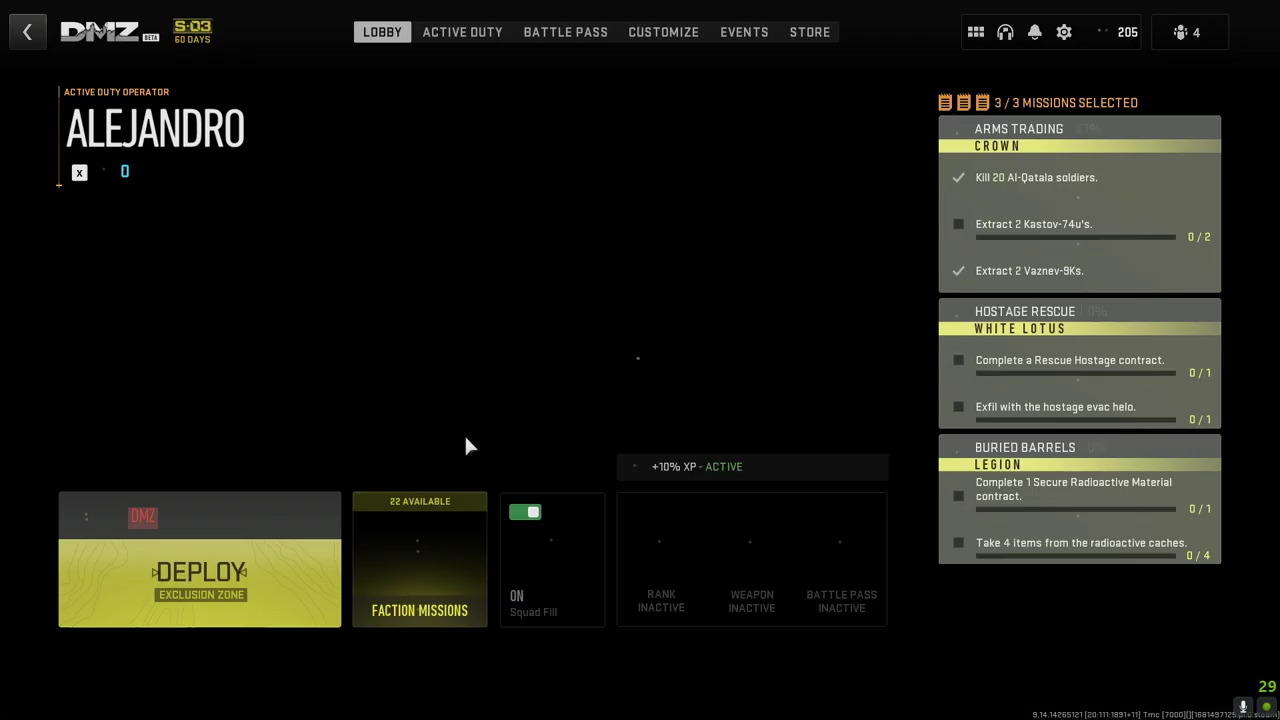 DMZ BETA
S-03
60 DAYS
LOBBY
ACTIVE DUTY
BATTLE PASS
CUSTOMIZE
EVENTS
STORE
205
4
ACTIVE DUTY OPERATOR
ALEJANDRO
X
0
3 / 3 MISSIONS SELECTED
ARMS TRADING
CROWN
Kill 20 Al-Qatala soldiers.
Extract 2 Kastov-74u's.
0 / 2
Extract 2 Vaznev-9Ks.
HOSTAGE RESCUE | 0%
WHITE LOTUS
Complete a Rescue Hostage contract.
0 / 1
Exfil with the hostage evac helo.
0 / 1
BURIED BARRELS 0%
LEGION
Complete 1 Secure Radioactive Material
contract.
0 / 1
Take 4 items from the radioactive caches.
0 / 4
+10% XP - ACTIVE
DMZ
DEPLOY
EXCLUSION ZONE
22 AVAILABLE
FACTION MISSIONS
ON
Squad Fill
RANK
INACTIVE
WEAPON
INACTIVE
BATTLE PASS
INACTIVE
29